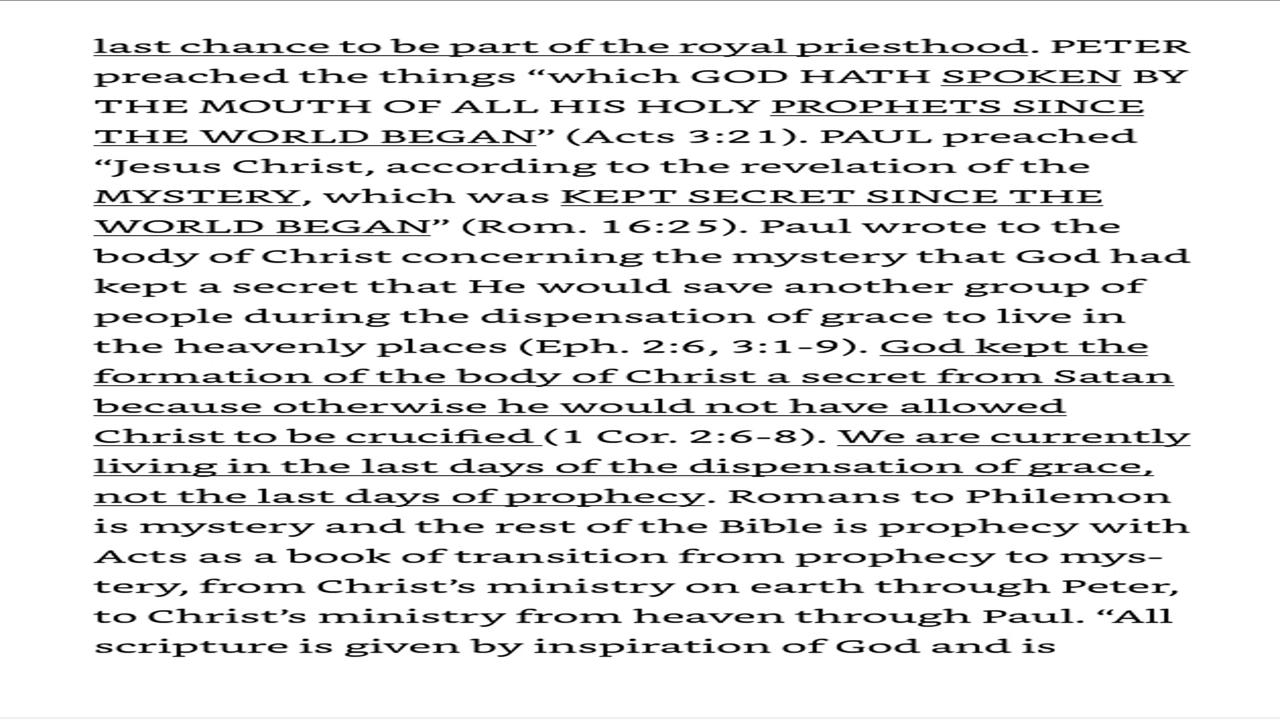 last chance to be part of the royal priesthood. PETER
preached the things “which GOD HATH SPOKEN BY
THE MOUTH OF ALL HIS HOLY PROPHETS SINCE
THE WORLD BEGAN” (Acts 3:21). PAUL preached
“Jesus Christ, according to the revelation of the
MYSTERY, which was KEPT SECRET SINCE THE
WORLD BEGAN” (Rom. 16:25). Paul wrote to the
body of Christ concerning the mystery that God had
kept a secret that He would save another group of
people during the dispensation of grace to live in
the heavenly places (Eph. 2:6, 3:1-9). God kept the
formation of the body of Christ a secret from Satan
because otherwise he would not have allowed
Christ to be crucified (1 Cor. 2:6-8). We are currently
living in the last days of the dispensation of grace,
not the last days of prophecy. Romans to Philemon
is mystery and the rest of the Bible is prophecy with
Acts as a book of transition from prophecy to mys-
tery, from Christ’s ministry on earth through Peter,
to Christ’s ministry from heaven through Paul. “All
scripture is given by inspiration of God and is